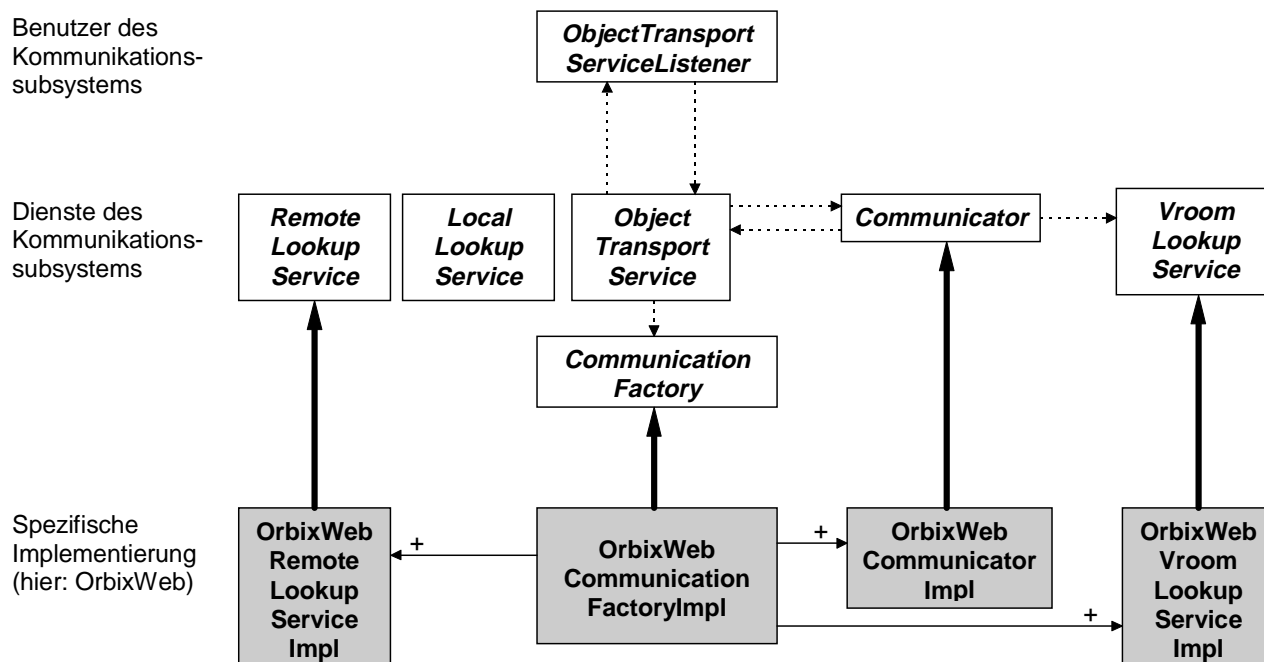 Benutzer des
Kommunikations-
subsystems
ObjectTransport
ServiceListener
Dienste des
Kommunikations-
subsystems
Remote
Lookup
Service
Local
Lookup
Service
Object
Transport
Service
Communicator
Vroom
Lookup
Service
Communication
Factory
Spezifische
Implementierung
(hier: OrbixWeb)
OrbixWeb
Remote
Lookup
Service
Impl
+
OrbixWeb
Communication
FactoryImpl
+
OrbixWeb
Communicator
Impl
+
OrbixWeb
Vroom
Lookup
Service
Impl